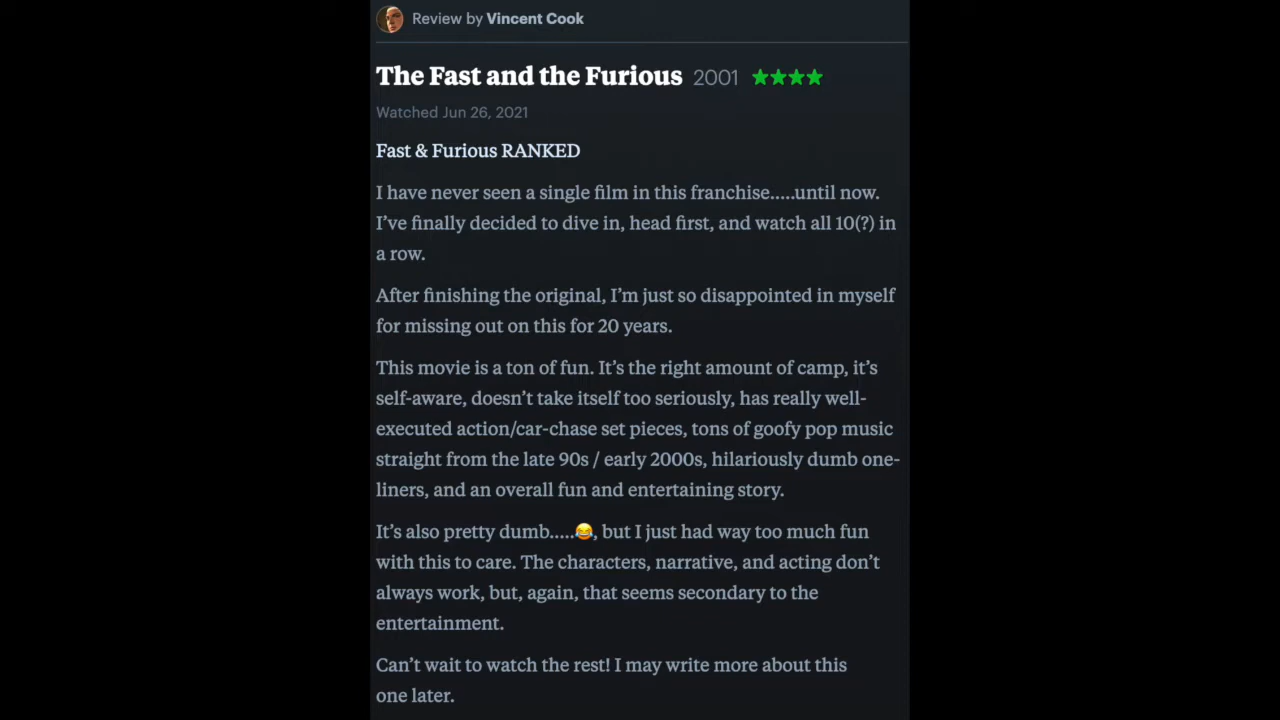 Review by Vincent Cook
The Fast and the Furious 2001 ★★★★
Watched Jun 26, 2021
Fast & Furious RANKED
I have never seen a single film in this franchise.....until now.
I’ve finally decided to dive in, head first, and watch all 10(?) in
a row.
After finishing the original, I’m just so disappointed in myself
for missing out on this for 20 years.
This movie is a ton of fun. It’s the right amount of camp, it’s
self-aware, doesn’t take itself too seriously, has really well-
executed action/car-chase set pieces, tons of goofy pop music
straight from the late 90s / early 2000s, hilariously dumb one-
liners, and an overall fun and entertaining story.
It’s also pretty dumb.....😂, but I just had way too much fun
with this to care. The characters, narrative, and acting don’t
always work, but, again, that seems secondary to the
entertainment.
Can’t wait to watch the rest! I may write more about this
one later.